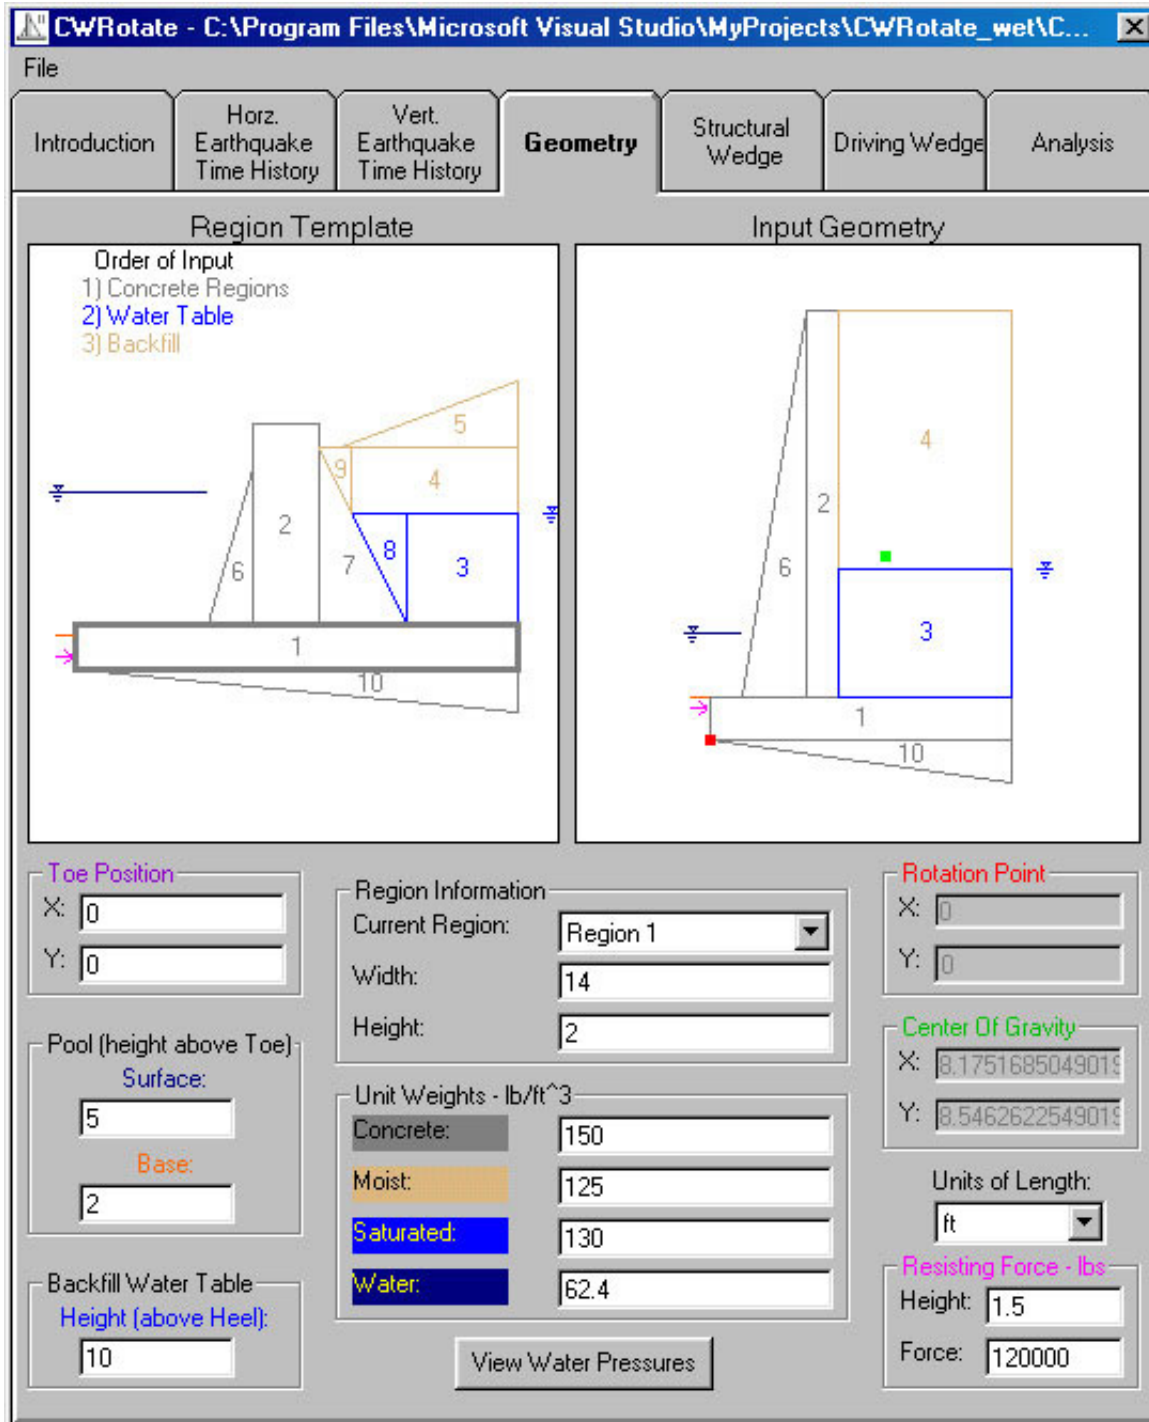 CWRotate - C:\Program Files\Microsoft Visual Studio\MyProjects\CWRotate_wet\C...
File
Introduction
Horz. Earthquake Time History
Vert. Earthquake Time History
Geometry
Structural Wedge
Driving Wedge
Analysis
Region Template
Order of Input
1) Concrete Regions
2) Water Table
3) Backfill
5
9
4
2
8
3
7
6
1
10
Input Geometry
4
2
6
3
1
10
Toe Position
X: 0
Y: 0
Pool (height above Toe)
Surface:
5
Base:
2
Backfill Water Table
Height (above Heel):
10
Region Information
Current Region: Region 1
Width: 14
Height: 2
Unit Weights - lb/ft^3
Concrete: 150
Moist: 125
Saturated: 130
Water: 62.4
View Water Pressures
Rotation Point
X: 0
Y: 0
Center Of Gravity
X: 8.1751685049019
Y: 8.5462622549019
Units of Length:
ft
Resisting Force - lbs
Height: 1.5
Force: 120000